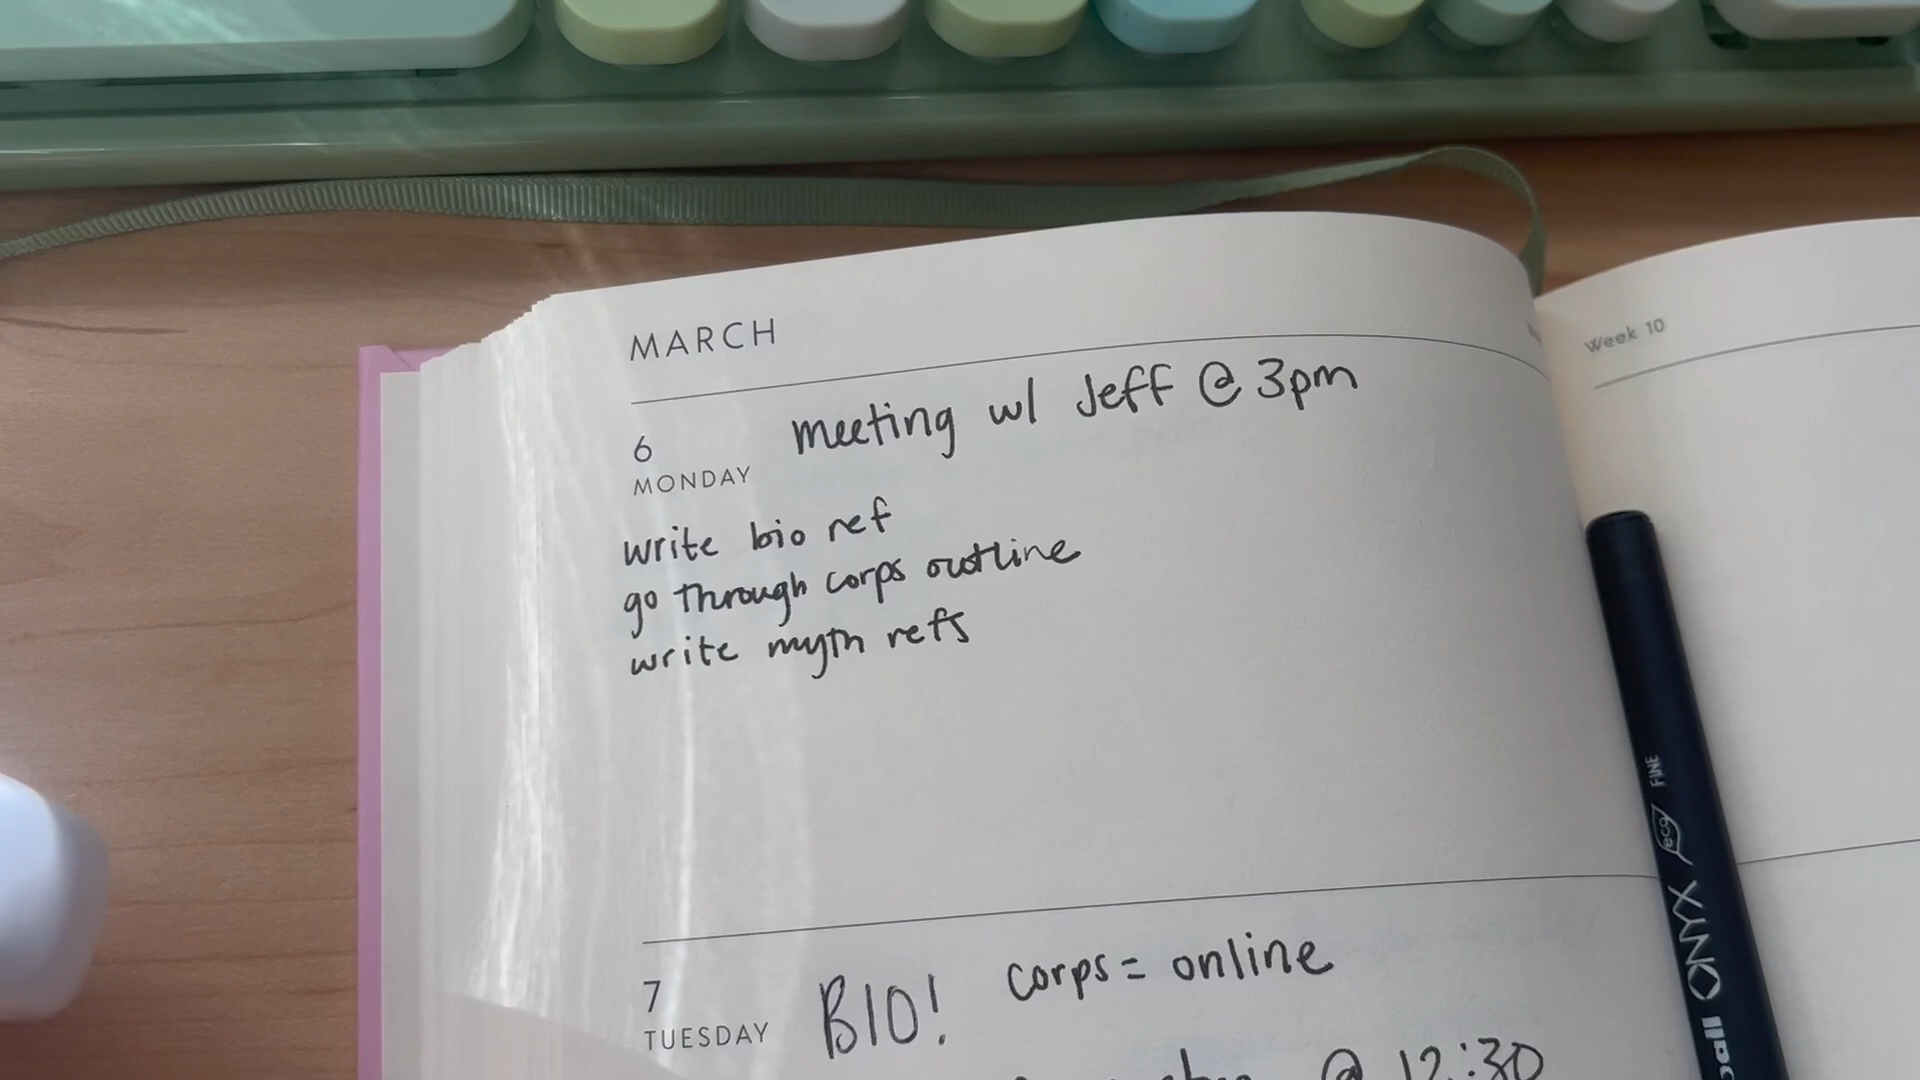 MARCH
Week 10
6
MONDAY
meeting w/ Jeff @ 3pm
write bio ref
go through corps outline
write myth refs
7
TUESDAY
BIO!
corps = online
@ 12:30
FINE
eco
ONYX